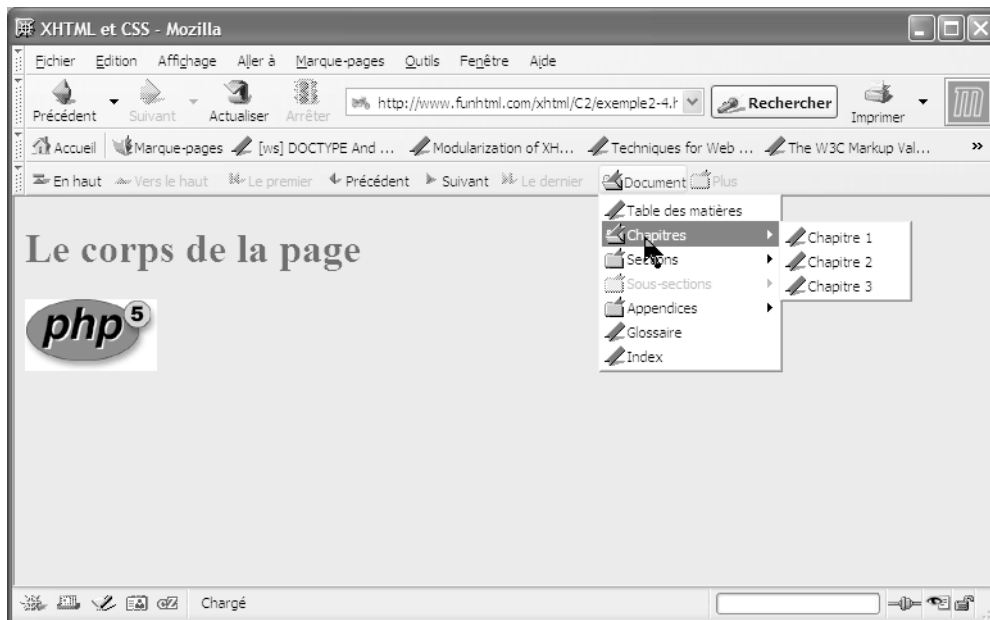 XHTML et CSS - Mozilla
Fichier Edition Affichage Aller à Marque-pages Outils Fenêtre Aide
Précédent Suivant Actualiser Arrêter http://www.funhtml.com/xhtml/C2/exemple2-4.h Rechercher Imprimer
Accueil Marque-pages [ws] DOCTYPE And ... Modularization of XH... Techniques for Web ... The W3C Markup Val... »
En haut Vers le haut Le premier Précédent Suivant Le dernier Document Plus
Table des matières
Chapitres
Sections
Sous-sections
Appendices
Glossaire
Index
Chapitre 1
Chapitre 2
Chapitre 3
Le corps de la page
php 5
Chargé